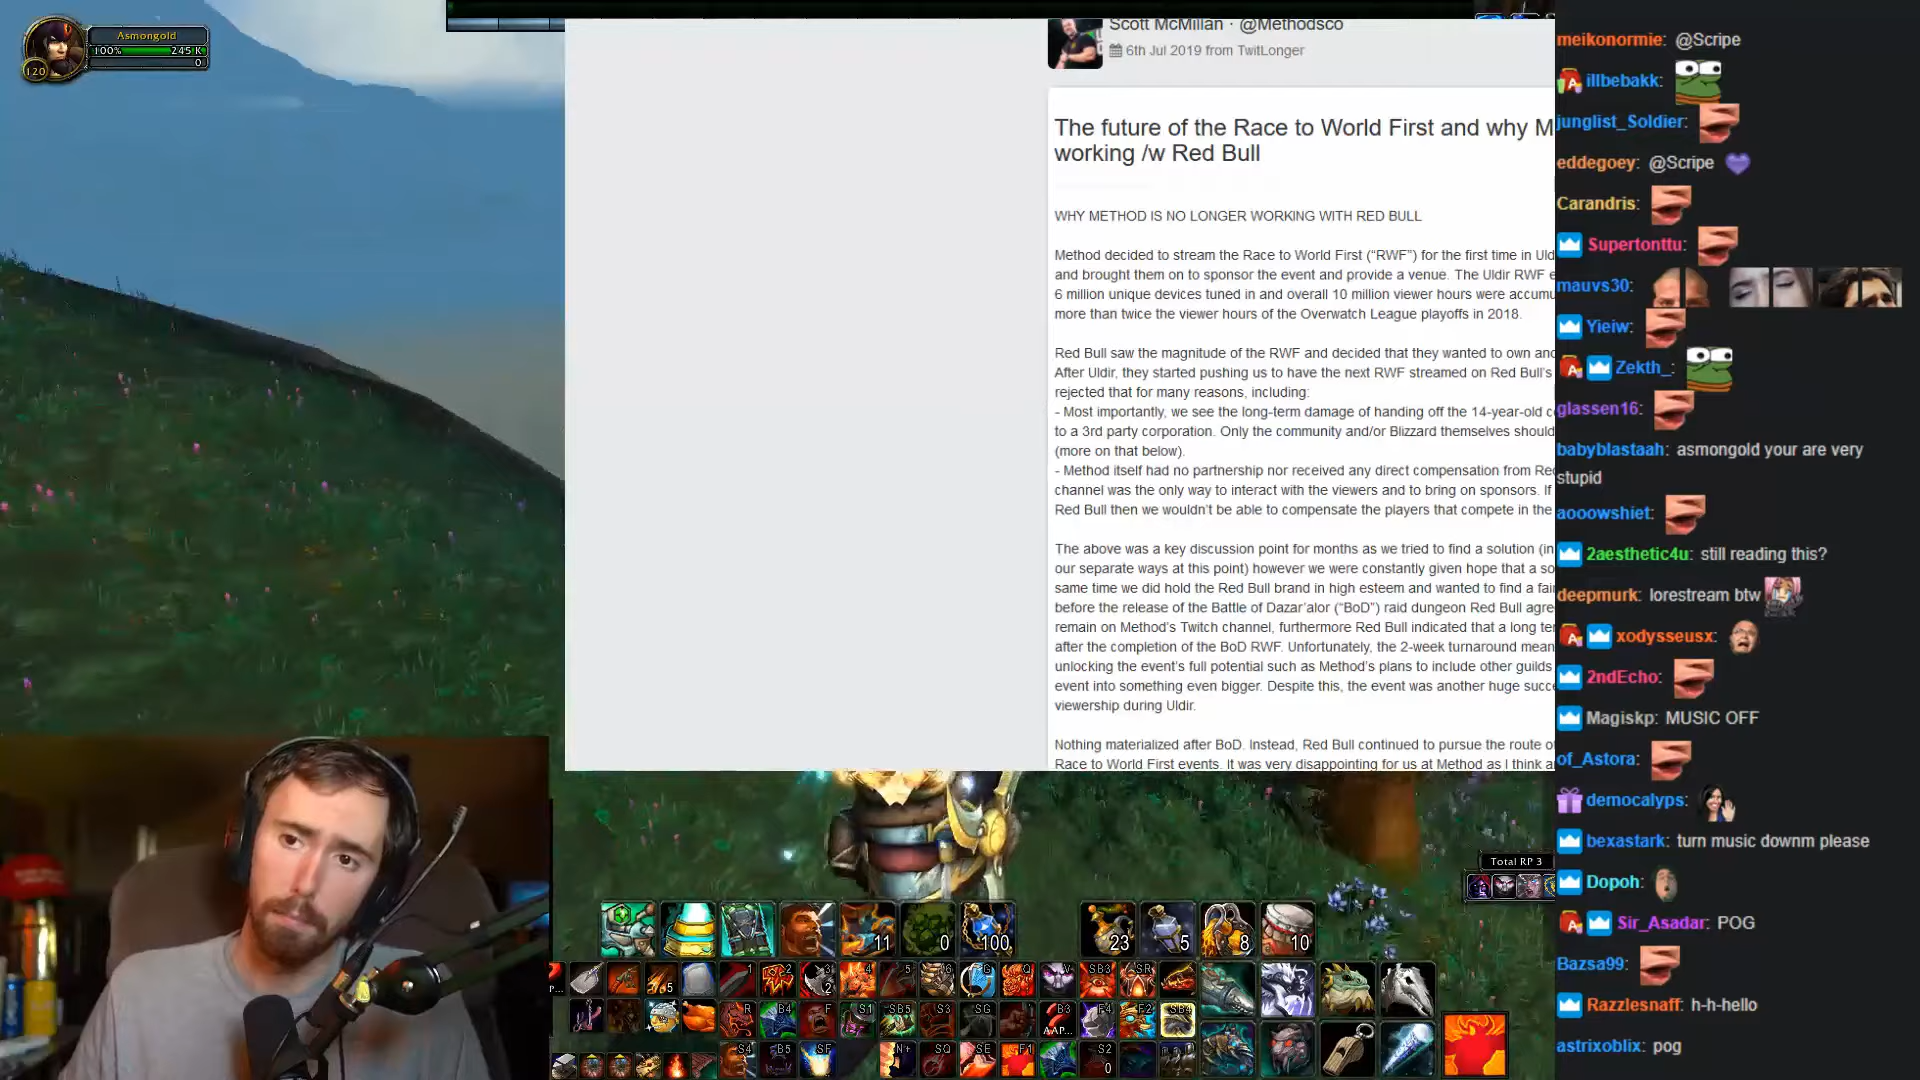 Asmongold
100% 245 K
0
120
Scott McMillan · @Methodsco
6th Jul 2019 from TwitLonger
The future of the Race to World First and why M
working /w Red Bull
WHY METHOD IS NO LONGER WORKING WITH RED BULL
Method decided to stream the Race to World First (“RWF”) for the first time in Uld
and brought them on to sponsor the event and provide a venue. The Uldir RWF e
6 million unique devices tuned in and overall 10 million viewer hours were accumu
more than twice the viewer hours of the Overwatch League playoffs in 2018.
Red Bull saw the magnitude of the RWF and decided that they wanted to own and
After Uldir, they started pushing us to have the next RWF streamed on Red Bull's
rejected that for many reasons, including:
- Most importantly, we see the long-term damage of handing off the 14-year-old c
to a 3rd party corporation. Only the community and/or Blizzard themselves should
(more on that below).
- Method itself had no partnership nor received any direct compensation from Red
channel was the only way to interact with the viewers and to bring on sponsors. If
Red Bull then we wouldn't be able to compensate the players that compete in the
The above was a key discussion point for months as we tried to find a solution (in
our separate ways at this point) however we were constantly given hope that a so
same time we did hold the Red Bull brand in high esteem and wanted to find a fair
before the release of the Battle of Dazar'alor (“BoD”) raid dungeon Red Bull agree
remain on Method's Twitch channel, furthermore Red Bull indicated that a long ter
after the completion of the BoD RWF. Unfortunately, the 2-week turnaround mean
unlocking the event's full potential such as Method's plans to include other guilds
event into something even bigger. Despite this, the event was another huge succe
viewership during Uldir.
Nothing materialized after BoD. Instead, Red Bull continued to pursue the route of
Race to World First events. It was very disappointing for us at Method as I think a
meikonormie: @Scripe
illbebakk:
junglist_Soldier:
eddegoey: @Scripe
Carandris:
Supertonttu:
mauvs30:
Yieiw:
Zekth_:
glassen16:
babyblastaah: asmongold your are very
stupid
aooowshiet:
2aesthetic4u: still reading this?
deepmurk: lorestream btw
xodysseusx:
2ndEcho:
Magiskp: MUSIC OFF
of_Astora:
democalyps:
bexastark: turn music downm please
Dopoh:
Sir_Asadar: POG
Bazsa99:
Razzlesnaff: h-h-hello
astrixoblix: pog
Total RP 3
11 0 100 23 5 8 10